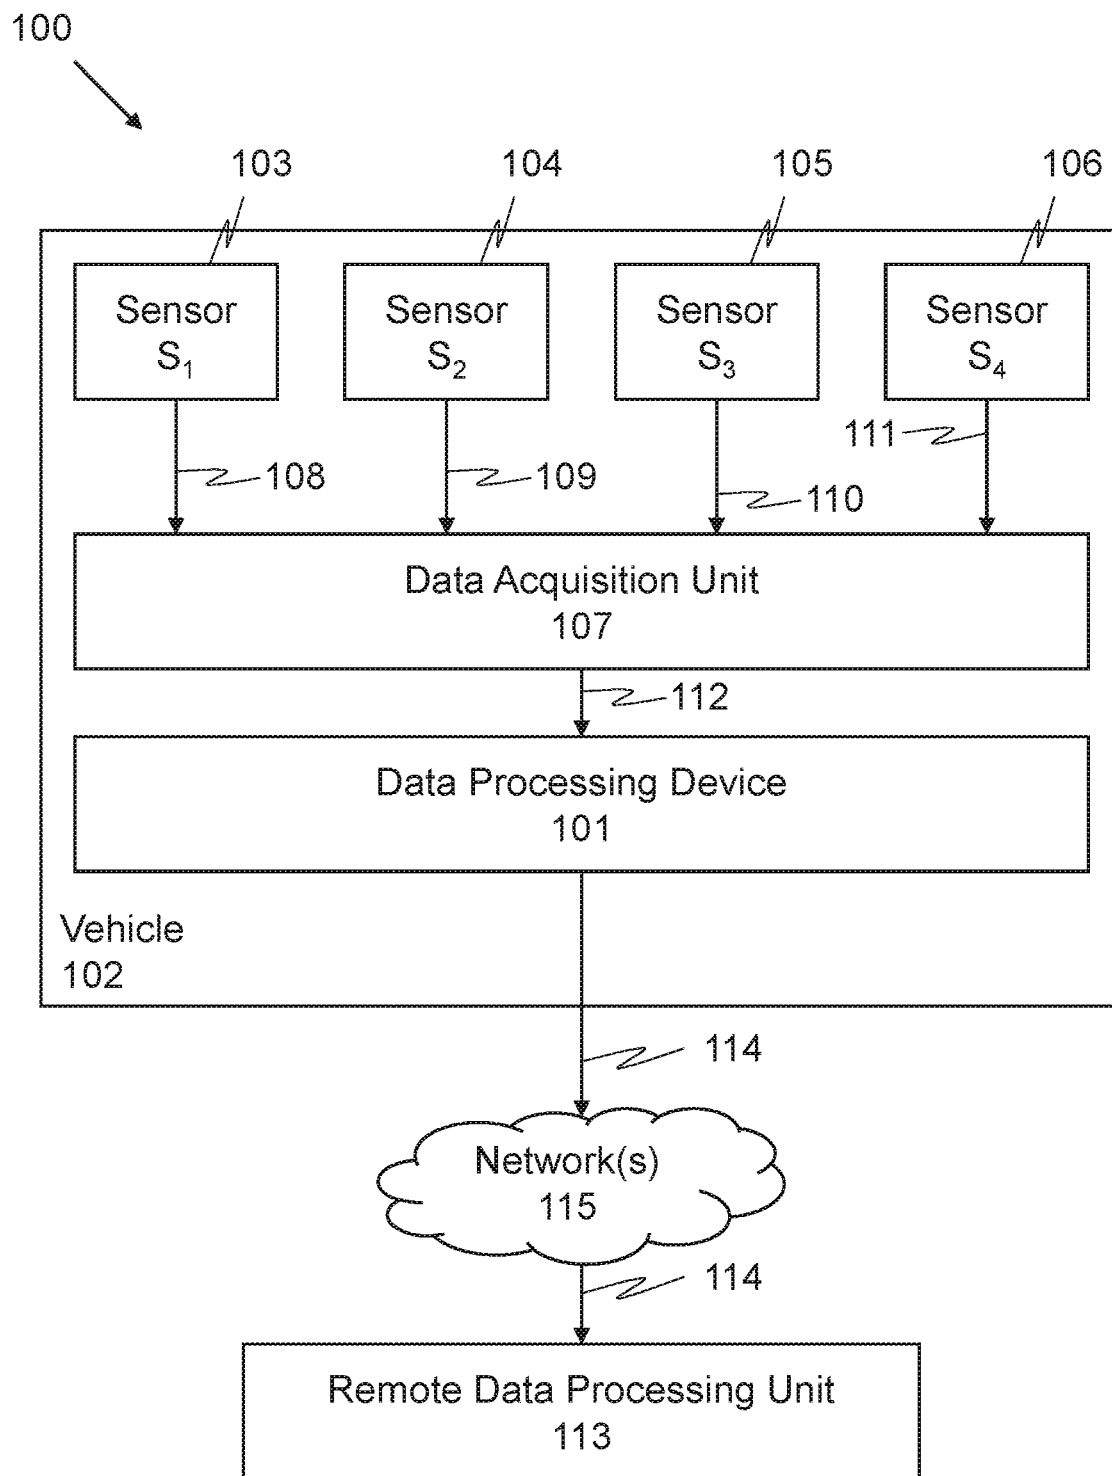 100
103
104
105
106
Sensor
S₁
Sensor
S₂
Sensor
S₃
Sensor
S₄
108
109
110
111
Data Acquisition Unit
107
112
Data Processing Device
101
Vehicle
102
114
Network(s)
115
114
Remote Data Processing Unit
113